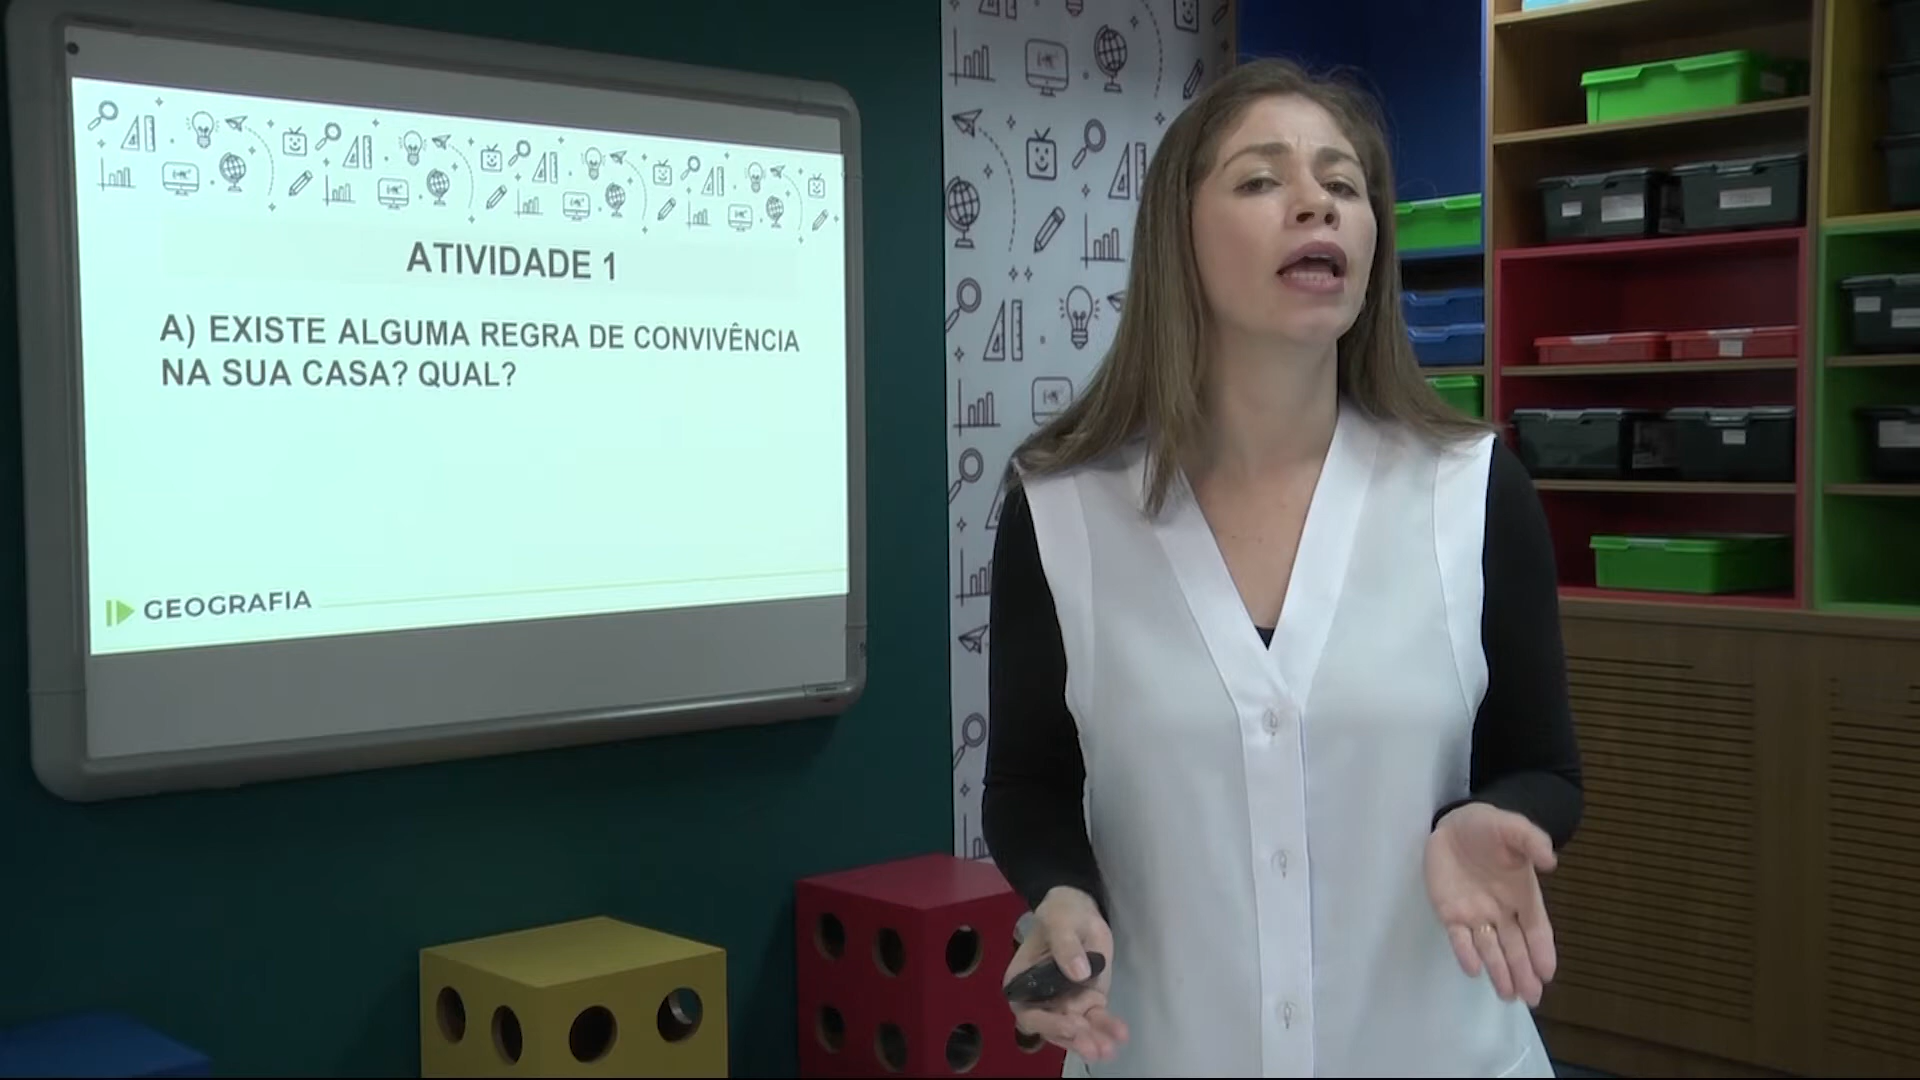 ATIVIDADE 1
A) EXISTE ALGUMA REGRA DE CONVIVÊNCIA
NA SUA CASA? QUAL?
GEOGRAFIA